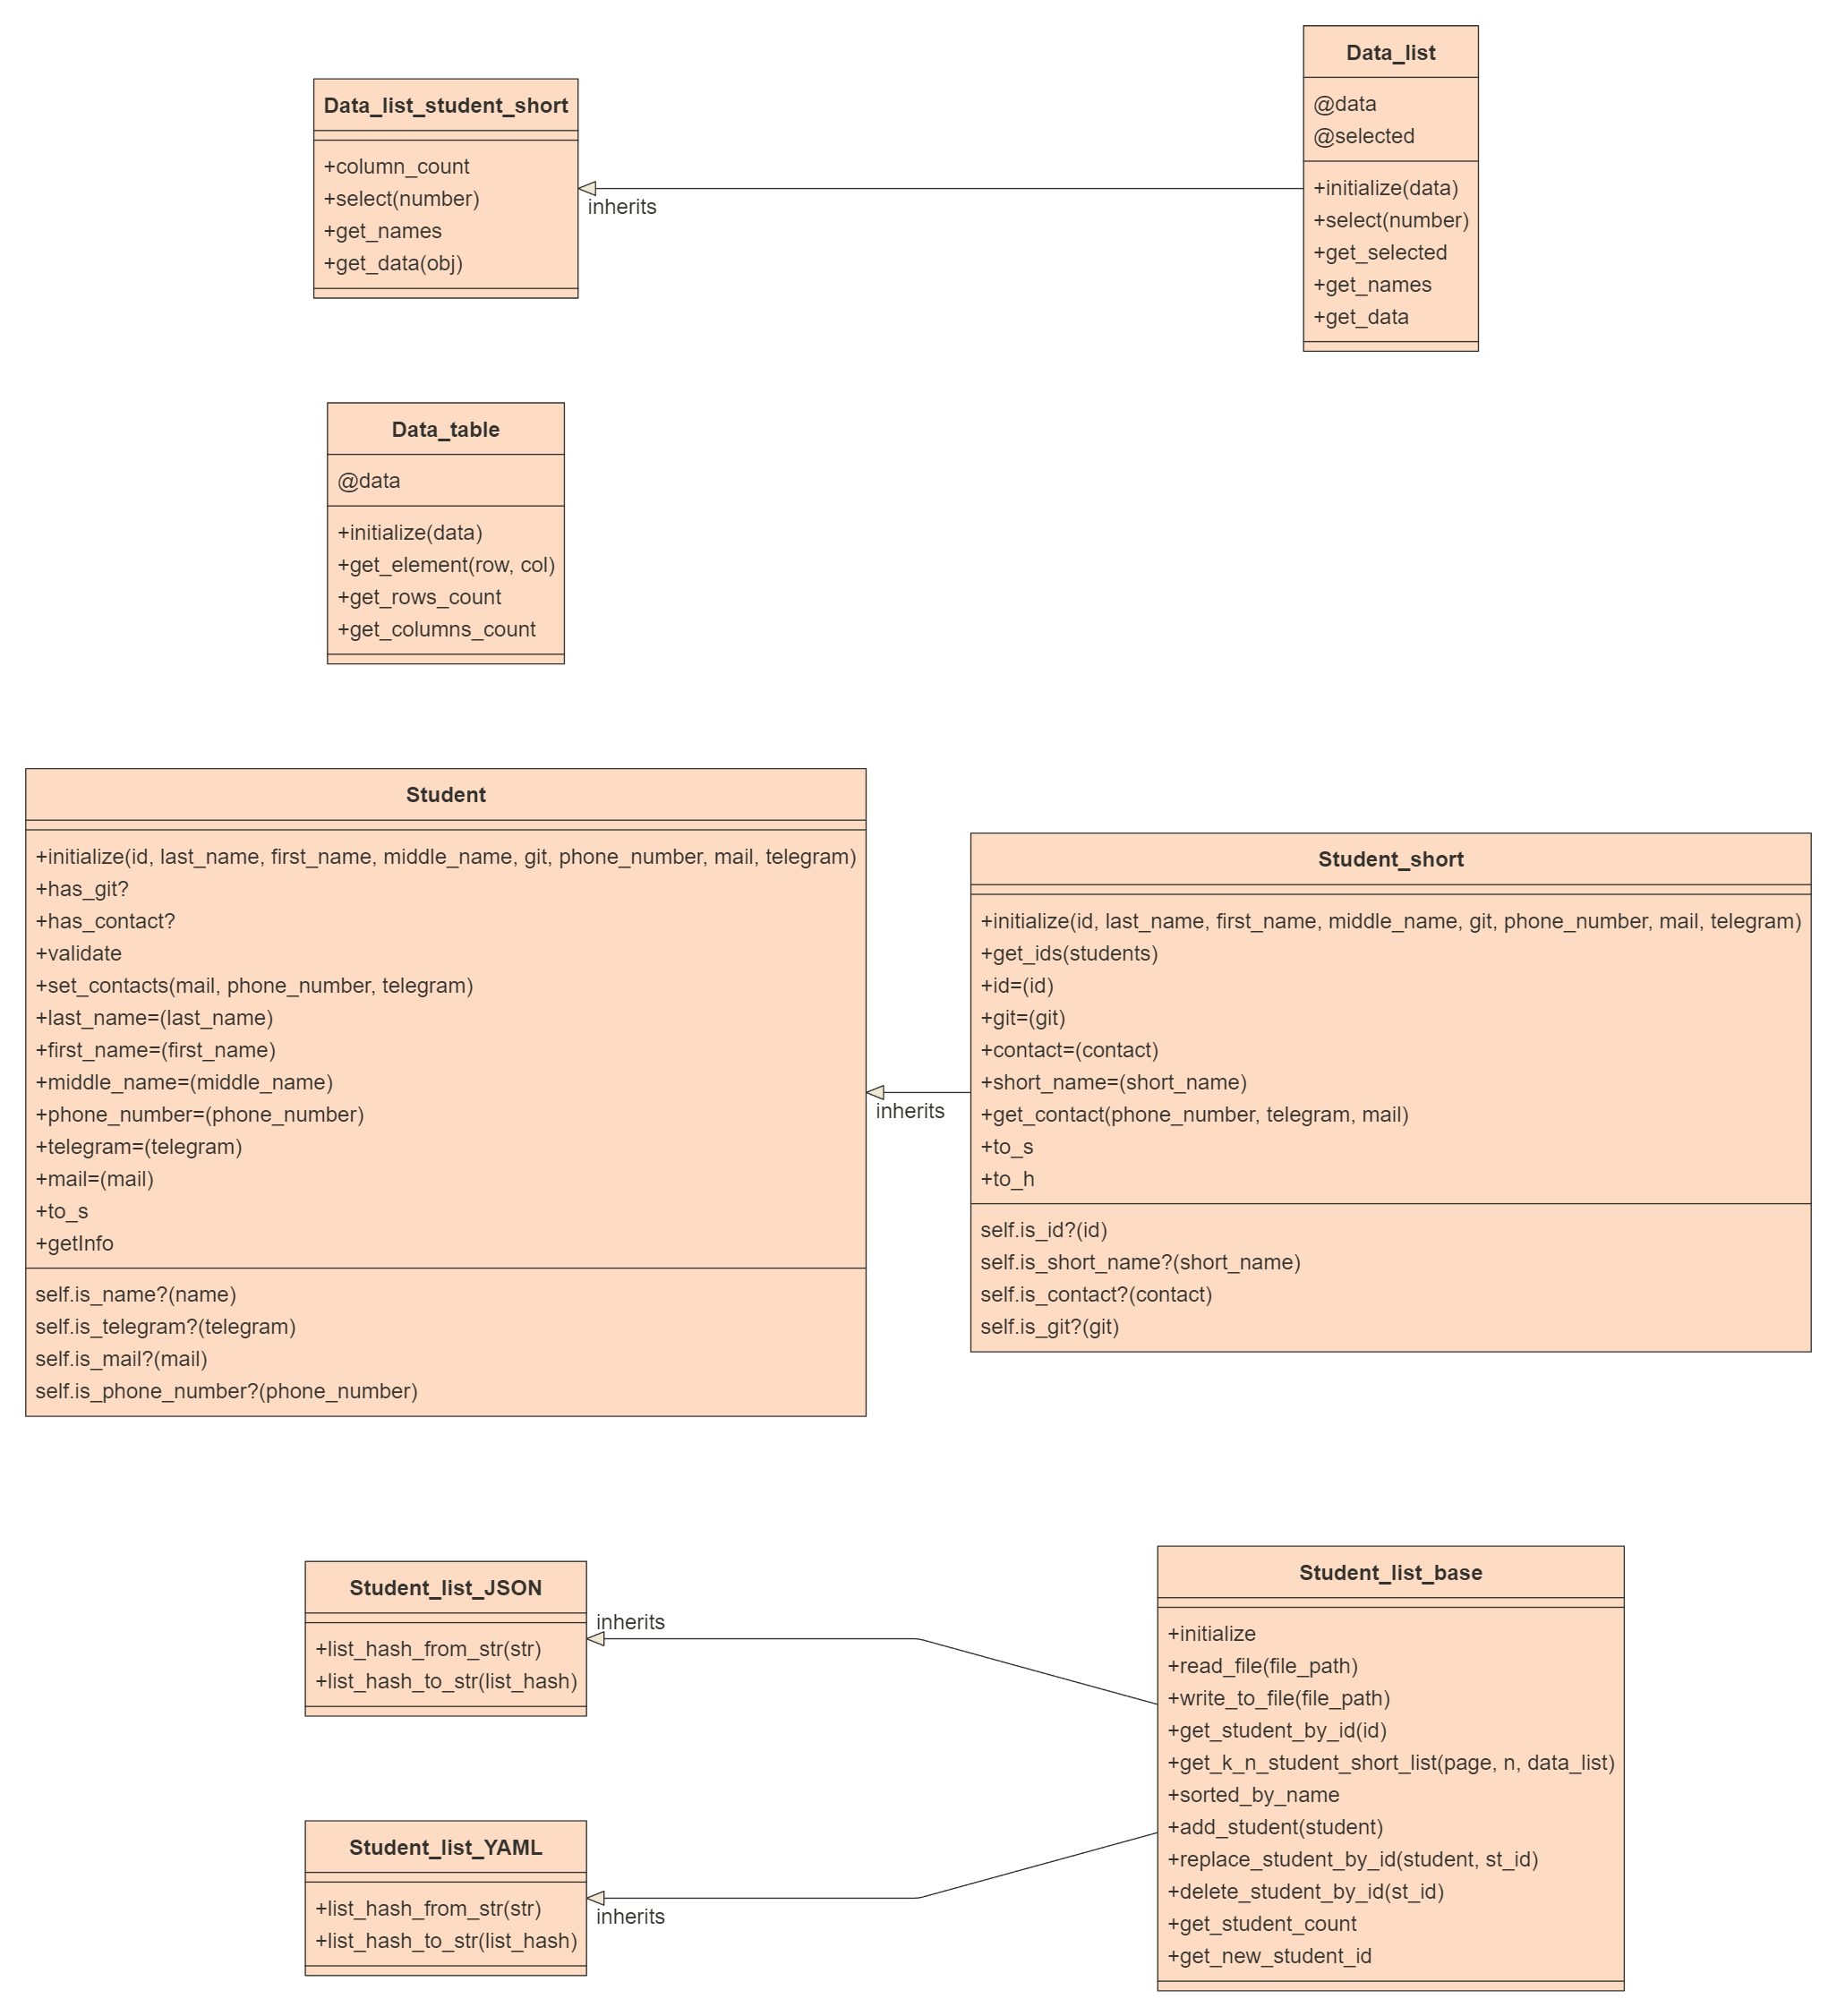 Data_list_student_short
+column_count
+select(number)
+get_names
+get_data(obj)
inherits
Data_list
@data
@selected
+initialize(data)
+select(number)
+get_selected
+get_names
+get_data
Data_table
@data
+initialize(data)
+get_element(row, col)
+get_rows_count
+get_columns_count
Student
+initialize(id, last_name, first_name, middle_name, git, phone_number, mail, telegram)
+has_git?
+has_contact?
+validate
+set_contacts(mail, phone_number, telegram)
+last_name=(last_name)
+first_name=(first_name)
+middle_name=(middle_name)
+phone_number=(phone_number)
+telegram=(telegram)
+mail=(mail)
+to_s
+getInfo
self.is_name?(name)
self.is_telegram?(telegram)
self.is_mail?(mail)
self.is_phone_number?(phone_number)
inherits
Student_short
+initialize(id, last_name, first_name, middle_name, git, phone_number, mail, telegram)
+get_ids(students)
+id=(id)
+git=(git)
+contact=(contact)
+short_name=(short_name)
+get_contact(phone_number, telegram, mail)
+to_s
+to_h
self.is_id?(id)
self.is_short_name?(short_name)
self.is_contact?(contact)
self.is_git?(git)
Student_list_JSON
+list_hash_from_str(str)
+list_hash_to_str(list_hash)
inherits
Student_list_YAML
+list_hash_from_str(str)
+list_hash_to_str(list_hash)
inherits
Student_list_base
+initialize
+read_file(file_path)
+write_to_file(file_path)
+get_student_by_id(id)
+get_k_n_student_short_list(page, n, data_list)
+sorted_by_name
+add_student(student)
+replace_student_by_id(student, st_id)
+delete_student_by_id(st_id)
+get_student_count
+get_new_student_id